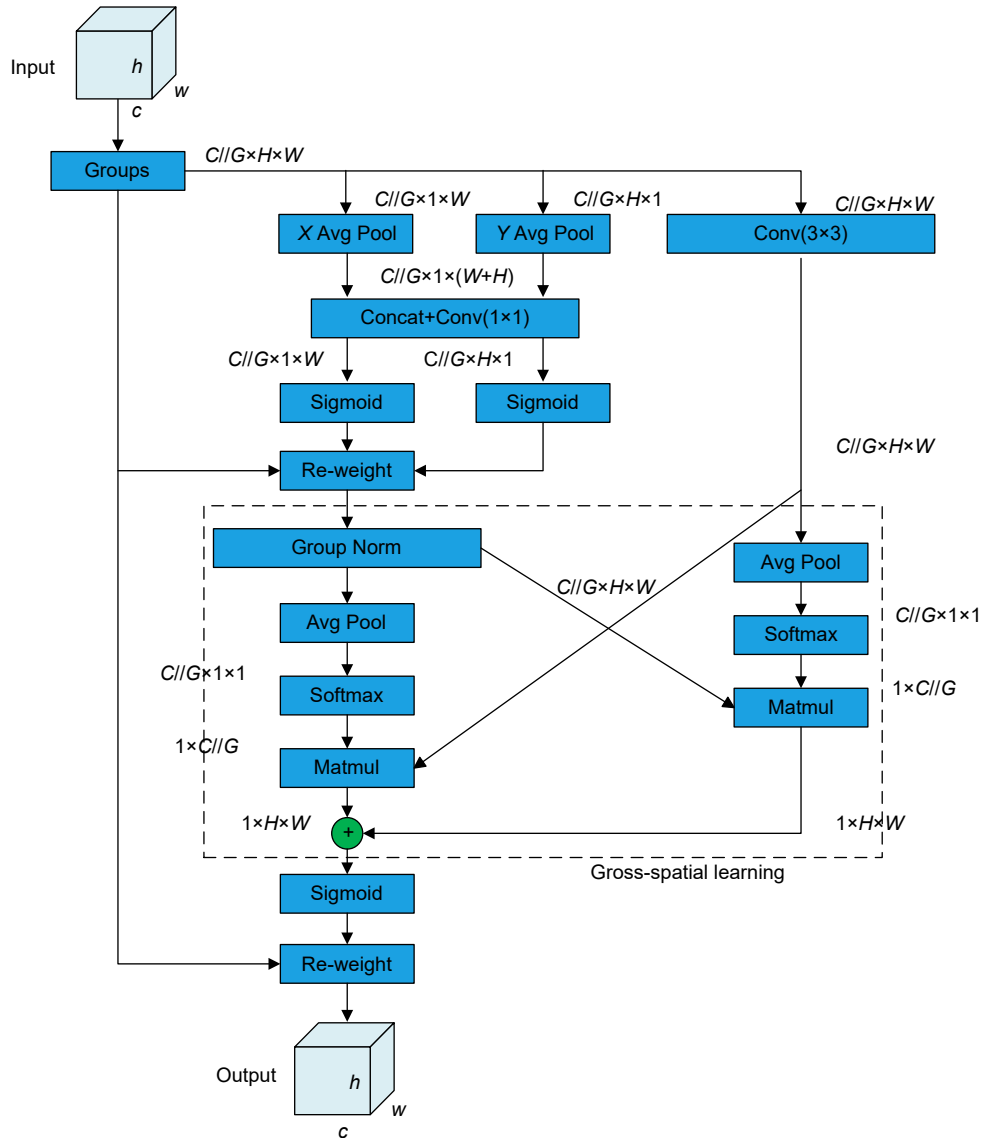 Input
h
w
c
Groups
C//G×H×W
C//G×1×W
C//G×H×1
C//G×H×W
X Avg Pool
Y Avg Pool
Conv(3×3)
C//G×1×(W+H)
Concat+Conv(1×1)
C//G×1×W
C//G×H×1
Sigmoid
Sigmoid
C//G×H×W
Re-weight
Group Norm
Avg Pool
C//G×H×W
Avg Pool
C//G×1×1
Softmax
C//G×1×1
Softmax
1×C//G
Matmul
1×C//G
Matmul
1×H×W
+
1×H×W
Gross-spatial learning
Sigmoid
Re-weight
Output
h
w
c